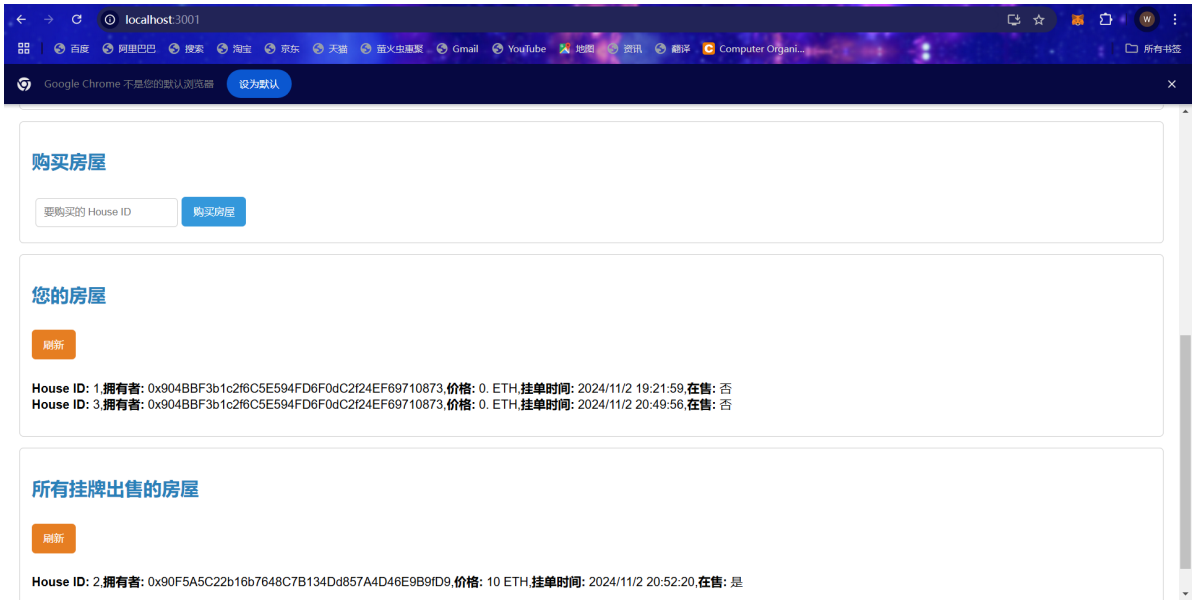 localhost:3001
W
百度 阿里巴巴 搜索 淘宝 京东 天猫 萤火虫惠聚 Gmail YouTube 地图 资讯 翻译 C Computer Organi... 所有书签
Google Chrome 不是您的默认浏览器 设为默认
购买房屋
要购买的 House ID 购买房屋
您的房屋
刷新
House ID: 1,拥有者: 0x904BBF3b1c2f6C5E594FD6F0dC2f24EF69710873,价格: 0. ETH,挂单时间: 2024/11/2 19:21:59,在售: 否
House ID: 3,拥有者: 0x904BBF3b1c2f6C5E594FD6F0dC2f24EF69710873,价格: 0. ETH,挂单时间: 2024/11/2 20:49:56,在售: 否
所有挂牌出售的房屋
刷新
House ID: 2,拥有者: 0x90F5A5C22b16b7648C7B134Dd857A4D46E9B9fD9,价格: 10 ETH,挂单时间: 2024/11/2 20:52:20,在售: 是